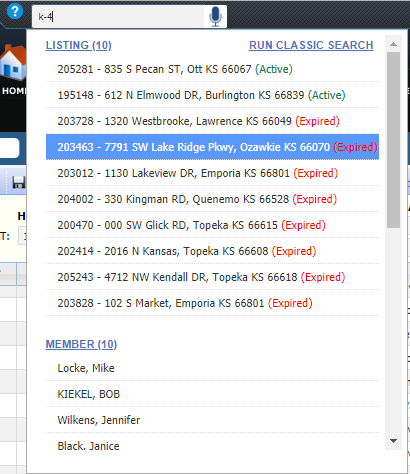 ?
k-4
LISTING (10) RUN CLASSIC SEARCH
205281 - 835 S Pecan ST, Ott KS 66067 (Active)
195148 - 612 N Elmwood DR, Burlington KS 66839 (Active)
203728 - 1320 Westbrooke, Lawrence KS 66049 (Expired)
203463 - 7791 SW Lake Ridge Pkwy, Ozawkie KS 66070 (Expired)
203012 - 1130 Lakeview DR, Emporia KS 66801 (Expired)
204002 - 330 Kingman RD, Quenemo KS 66528 (Expired)
200470 - 000 SW Glick RD, Topeka KS 66615 (Expired)
202414 - 2016 N Kansas, Topeka KS 66608 (Expired)
205243 - 4712 NW Kendall DR, Topeka KS 66618 (Expired)
203828 - 102 S Market, Emporia KS 66801 (Expired)
MEMBER (10)
Locke, Mike
KIEKEL, BOB
Wilkens, Jennifer
Black, Janice